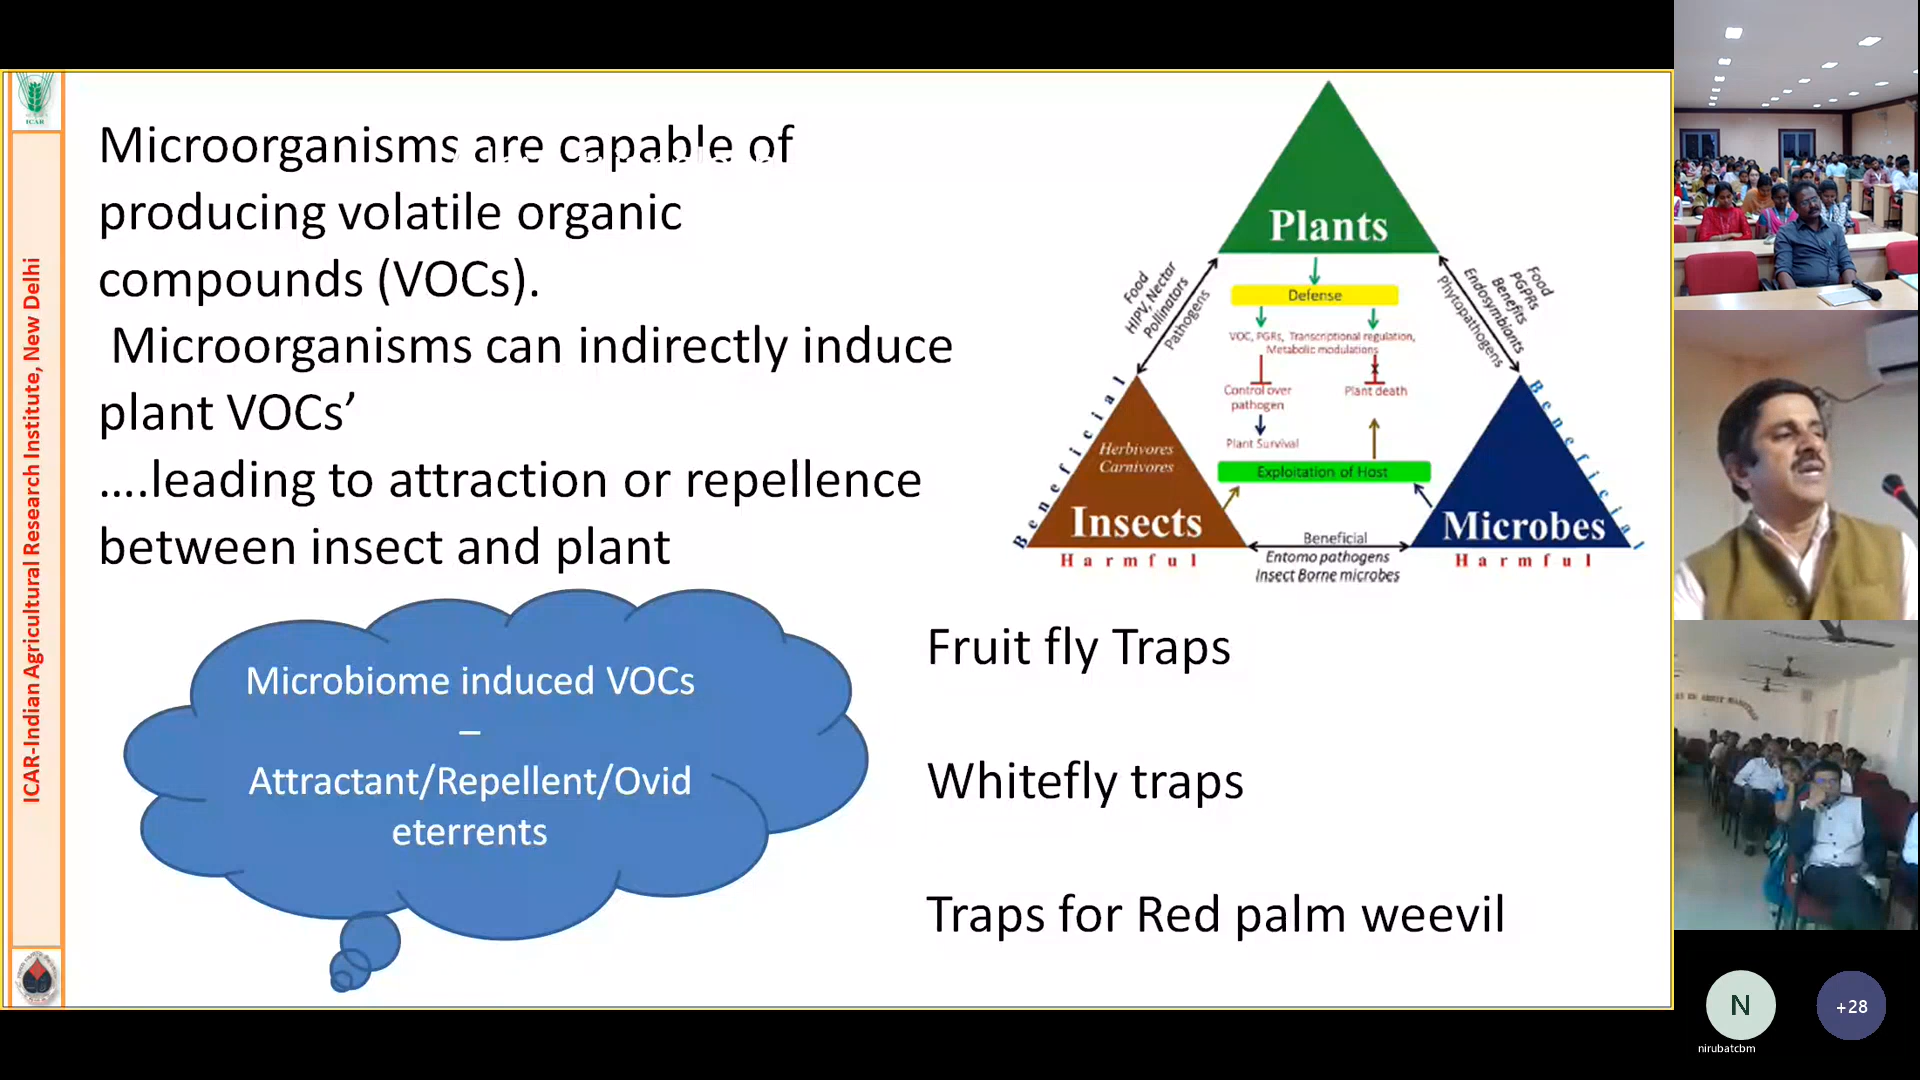 ICAR
ICAR-Indian Agricultural Research Institute, New Delhi
Microorganisms are capable of
producing volatile organic
compounds (VOCs).
Microorganisms can indirectly induce
plant VOCs’
....leading to attraction or repellence
between insect and plant
Microbiome induced VOCs
–
Attractant/Repellent/Ovid
eterrents
Plants
Defense
VOC, PGRs, Transcriptional regulation,
Metabolic modulations
Control over
pathogen
Plant death
Plant Survival
Exploitation of Host
Food
HIPV, Nectar
Pollinators
Pathogens
Food
PGPRs
Benefits
Endosymbionts
Phytopathogens
Beneficial
Herbivores
Carnivores
Insects
Harmful
Beneficial
Microbes
Harmful
Beneficial
Entomo pathogens
Insect Borne microbes
Fruit fly Traps
Whitefly traps
Traps for Red palm weevil
N
nirubatcbm
+28